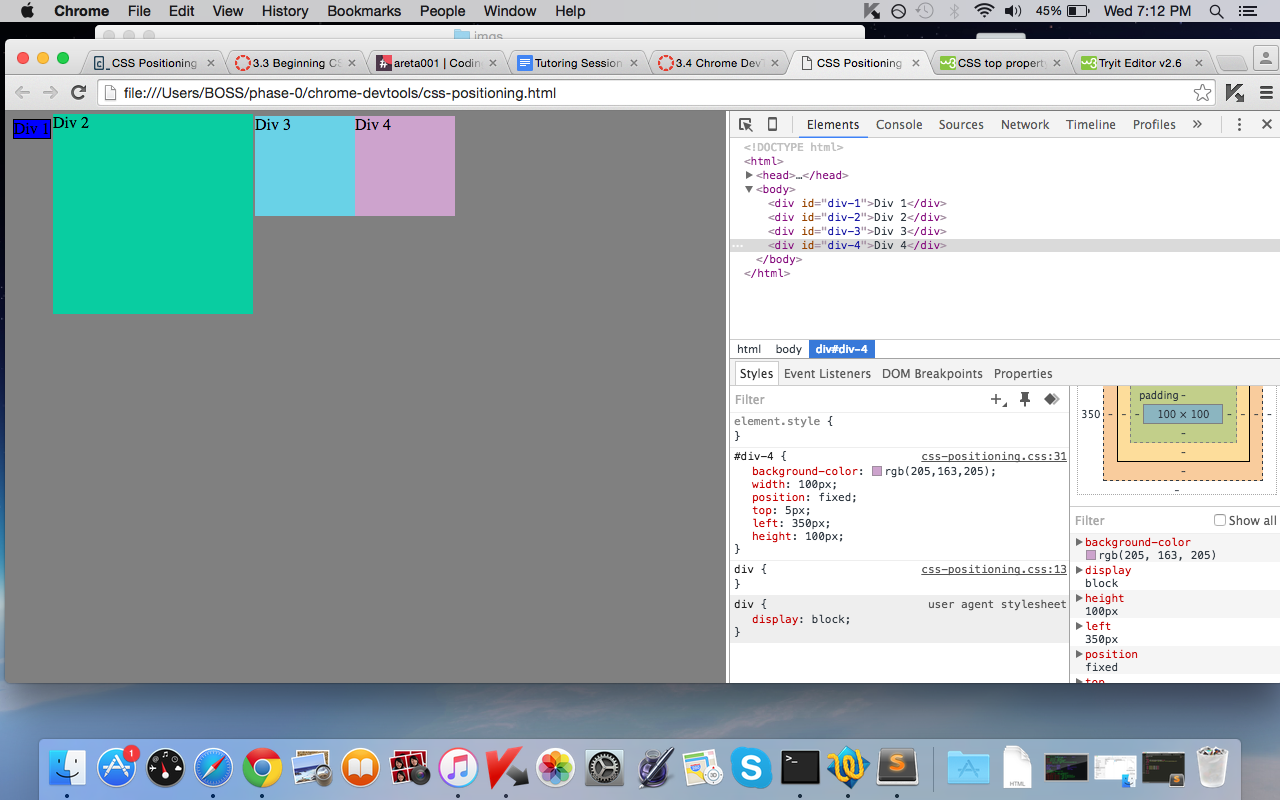 Chrome File Edit View History Bookmarks People Window Help 45% Wed 7:12 PM
imgs
CSS Positioning 3.3 Beginning CS areta001 | Coding Tutoring Session 3.4 Chrome DevT CSS Positioning CSS top property Tryit Editor v2.6
file:///Users/BOSS/phase-0/chrome-devtools/css-positioning.html
Div 1
Div 2
Div 3
Div 4
Elements Console Sources Network Timeline Profiles »
<!DOCTYPE html>
<html>
<head>…</head>
<body>
<div id="div-1">Div 1</div>
<div id="div-2">Div 2</div>
<div id="div-3">Div 3</div>
<div id="div-4">Div 4</div>
</body>
</html>
html body div#div-4
Styles Event Listeners DOM Breakpoints Properties
Filter
element.style {
}
#div-4 { css-positioning.css:31
background-color: rgb(205,163,205);
width: 100px;
position: fixed;
top: 5px;
left: 350px;
height: 100px;
}
div { css-positioning.css:13
}
div { user agent stylesheet
display: block;
}
padding -
350 - - - 100 × 100 - - - -
-
-
-
-
Filter Show all
background-color
rgb(205, 163, 205)
display
block
height
100px
left
350px
position
fixed
top
1
HTML